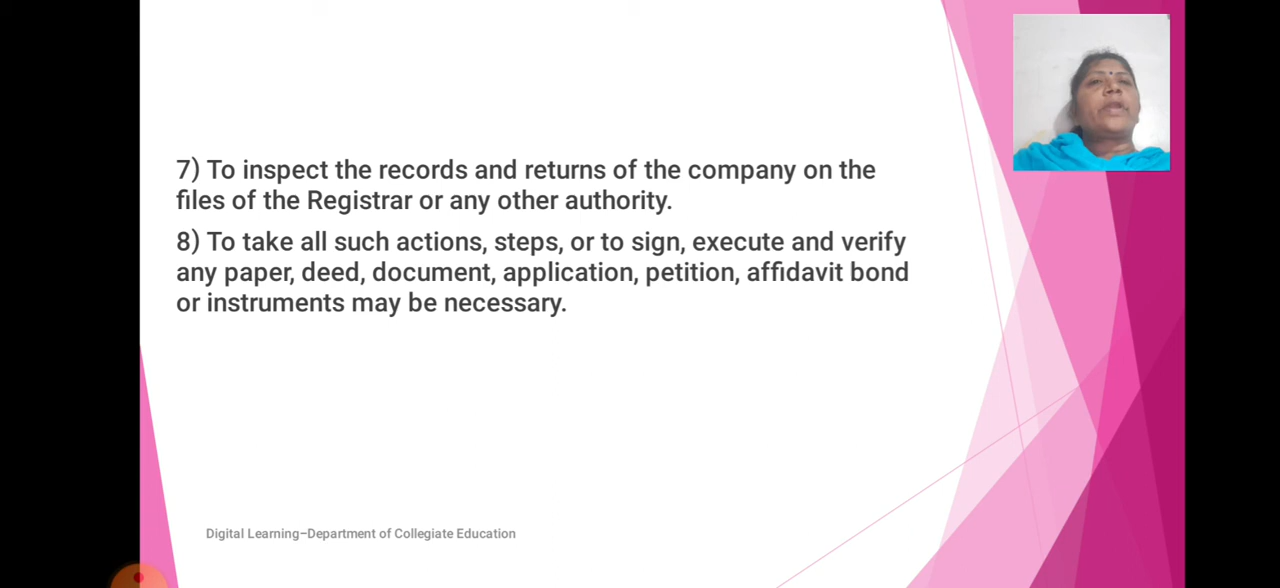 7) To inspect the records and returns of the company on the
files of the Registrar or any other authority.
8) To take all such actions, steps, or to sign, execute and verify
any paper, deed, document, application, petition, affidavit bond
or instruments may be necessary.
Digital Learning–Department of Collegiate Education